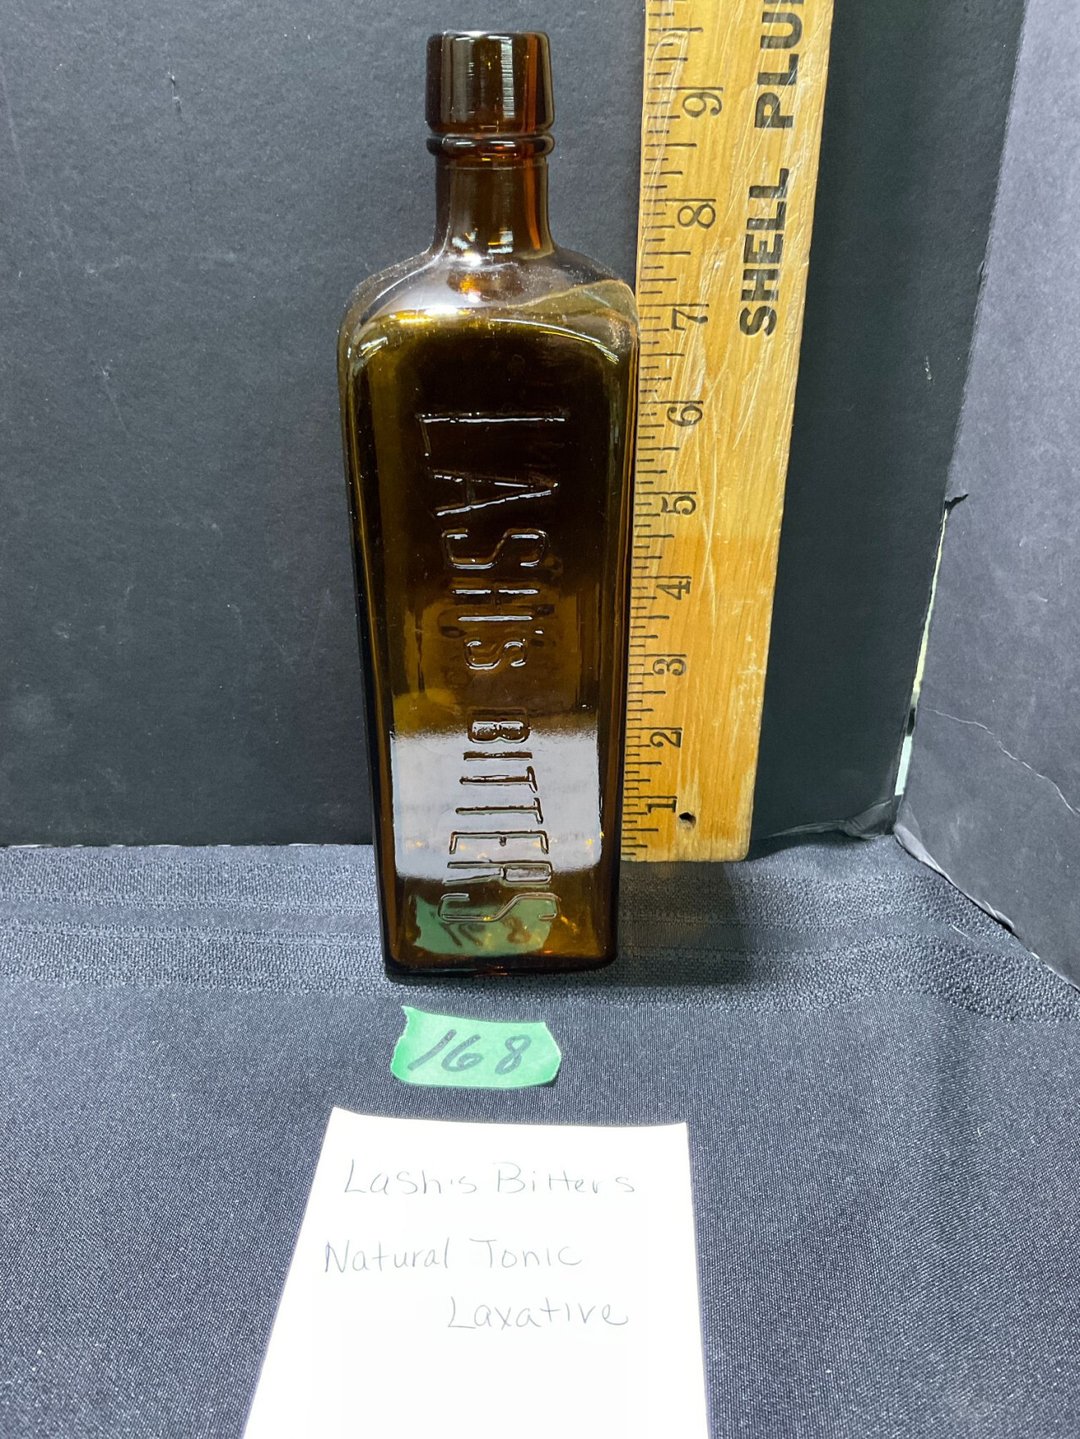 LASH'S BITTERS
SHELL PLU
9
8
7
6
5
4
3
2
1
168
Lash's Bitters
Natural Tonic
Laxative